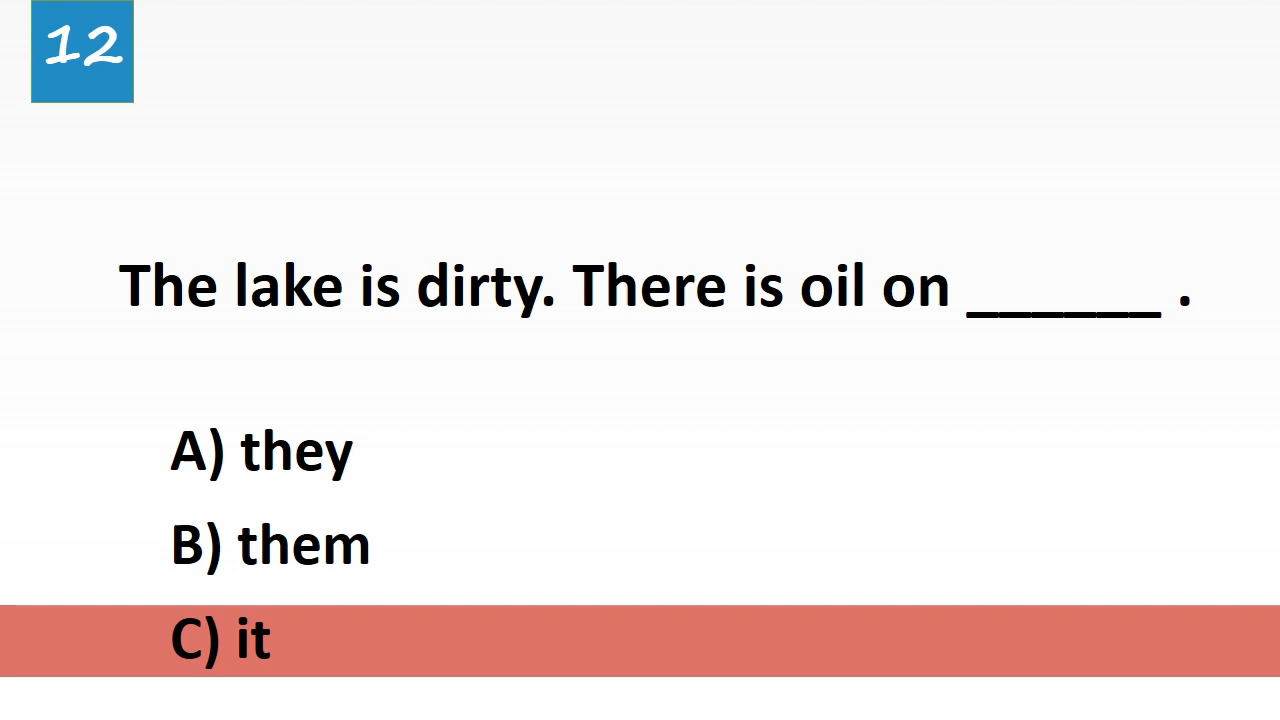 12
The lake is dirty. There is oil on ______ .
A) they
B) them
C) it